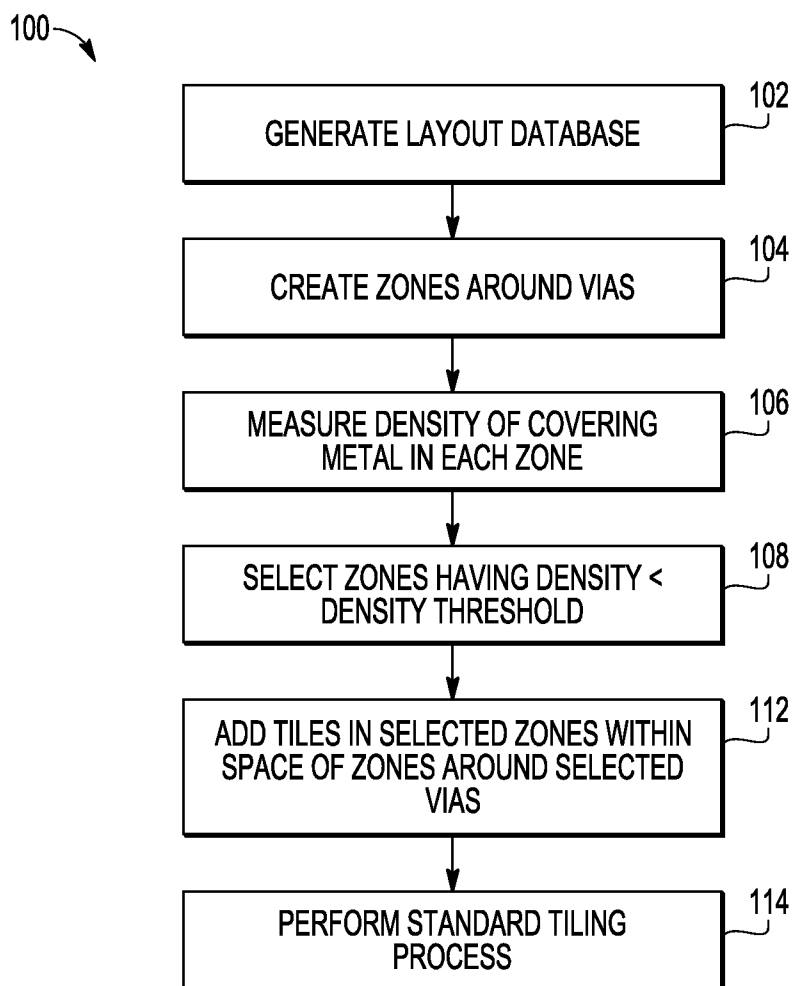 100
102
GENERATE LAYOUT DATABASE
104
CREATE ZONES AROUND VIAS
106
MEASURE DENSITY OF COVERING
METAL IN EACH ZONE
108
SELECT ZONES HAVING DENSITY <
DENSITY THRESHOLD
112
ADD TILES IN SELECTED ZONES WITHIN
SPACE OF ZONES AROUND SELECTED
VIAS
114
PERFORM STANDARD TILING
PROCESS